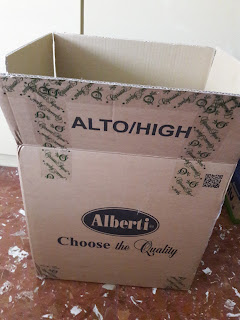 ALTO/HIGH
Alberti
Choose the Quality